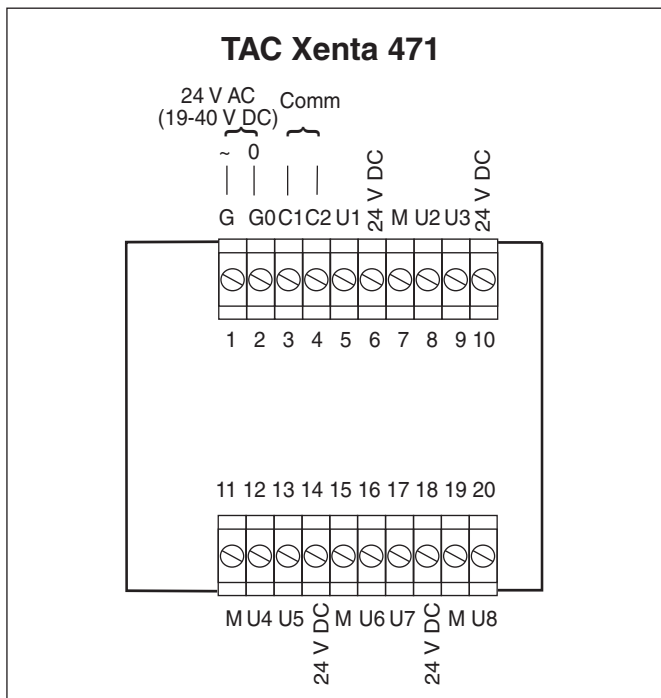 TAC Xenta 471
24 V AC
(19-40 V DC)
Comm
~ 0
G G0 C1 C2 U1 24 V DC M U2 U3 24 V DC
1 2 3 4 5 6 7 8 9 10
11 12 13 14 15 16 17 18 19 20
M U4 U5 24 V DC M U6 U7 24 V DC M U8